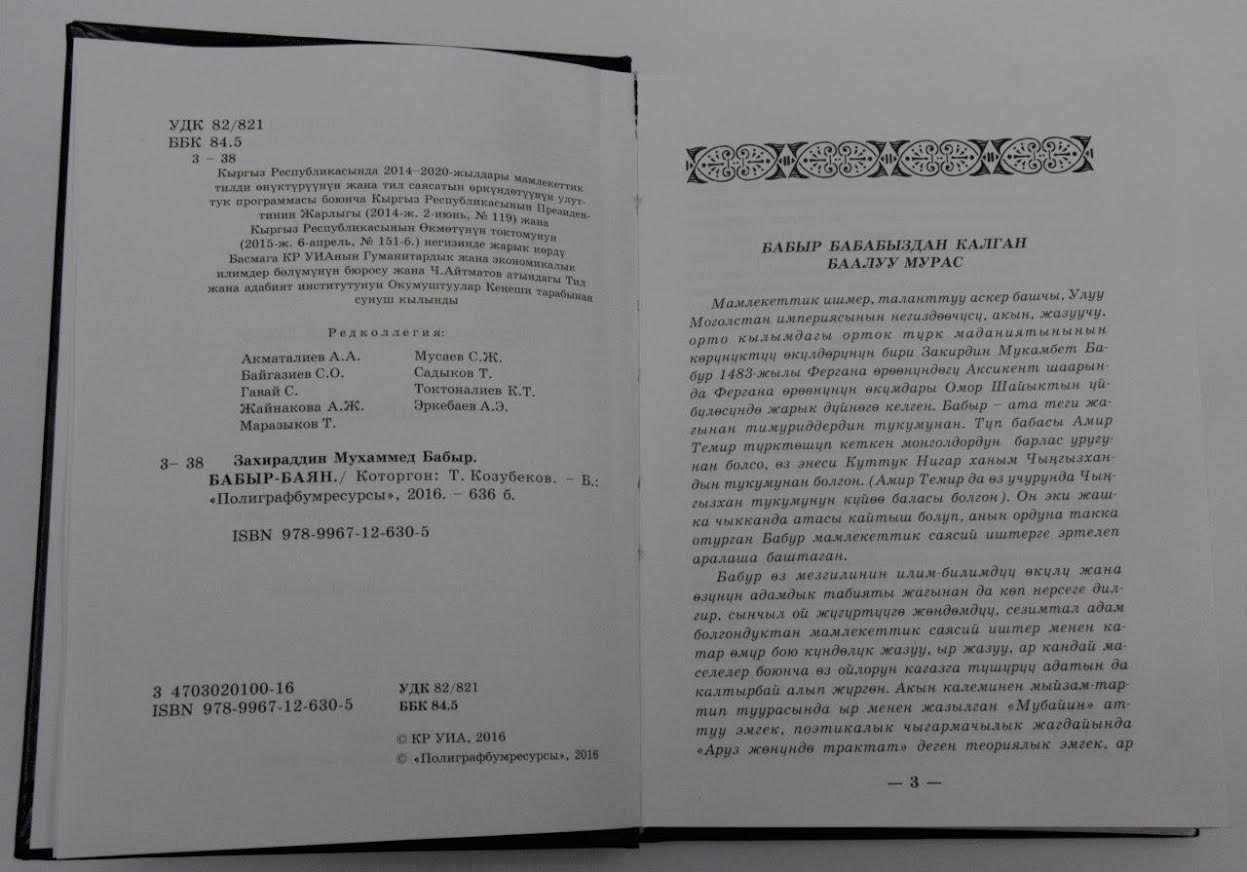 УДК 82/821
ББК 84.5
З – 38
Кыргыз Республикасында 2014–2020-жылдары мамлекеттик
тилди өнүктүрүүнүн жана тил саясатын өркүндөтүүнүн улут-
тук программасы боюнча Кыргыз Республикасынын Президен-
тинин Жарлыгы (2014-ж. 2-июнь, № 119) жана
Кыргыз Республикасынын Өкмөтүнүн токтомунун
(2015-ж. 6-апрель, № 151-б.) негизинде жарык көрдү
Басмага КР УИАнын Гуманитардык жана экономикалык
илимдер бөлүмүнүн бюросу жана Ч.Айтматов атындагы Тил
жана адабият институтунун Окумуштуулар Кеңеши тарабынан
сунуш кылынды
Редколлегия:
Акматалиев А.А.
Байгазиев С.О.
Гавай С.
Жайнакова А.Ж.
Маразыков Т.
Мусаев С.Ж.
Садыков Т.
Токтоналиев К.Т.
Эркебаев А.Э.
З– 38 Захираддин Мухаммед Бабыр.
БАБЫР-БАЯН./ Которгон: Т. Козубеков. – Б.:
«Полиграфбумресурсы», 2016. – 636 б.
ISBN 978-9967-12-630-5
З 4703020100-16
ISBN 978-9967-12-630-5
УДК 82/821
ББК 84.5
© КР УИА, 2016
© «Полиграфбумресурсы», 2016
БАБЫР БАБАБЫЗДАН КАЛГАН
БААЛУУ МУРАС
Мамлекеттик ишмер, таланттуу аскер башчы, Улуу
Моголстан империясынын негиздөөчүсү, акын, жазуучу,
орто кылымдагы орток түрк маданиятынынын
көрүнүктүү өкүлдөрүнүн бири Закирдин Мукамбет Ба-
бур 1483-жылы Фергана өрөөнүндөгү Аксикент шаарын-
да Фергана өрөөнүнүн өкүмдары Омор Шайыктын үй-
бүлөсүндө жарык дүйнөгө келген. Бабыр – ата теги жа-
гынан тимуриддердин тукумунан. Түп бабасы Амир
Темир түрктөшүп кеткен монголдордун барлас уругу-
нан болсо, өз энеси Куттук Нигар ханым Чыңгызхан-
дын тукумунан болгон. (Амир Темир да өз учурунда Чың-
гызхан тукумунун күйөө баласы болгон). Он эки жаш-
ка чыкканда атасы кайтыш болуп, анын ордуна такка
отурган Бабур мамлекеттик саясий иштерге эртелеп
аралаша баштаган.
Бабур өз мезгилинин илим-билимдүү өкүлү жана
өзүнүн адамдык табияты жагынан да көп нерсеге дил-
гир, сынчыл ой жүгүртүүгө жөндөмдүү, сезимтал адам
болгондуктан мамлекеттик саясий иштер менен ка-
тар өмүр бою күндөлүк жазуу, ыр жазуу, ар кандай ма-
селелер боюнча өз ойлорун кагазга түшүрүү адатын да
калтырбай алып жүргөн. Акын калеминен мыйзам-тар-
тип туурасында ыр менен жазылган «Мубайин» ат-
туу эмгек, поэтикалык чыгармачылык жагдайында
«Аруз жөнүндө трактат» деген теориялык эмгек, ар
— 3 —